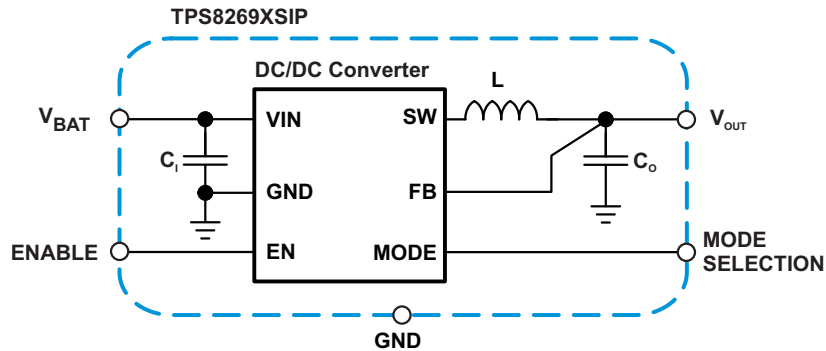 TPS8269XSIP
DC/DC Converter
L
VBAT
VIN
SW
VOUT
CI
CO
GND
FB
ENABLE
EN
MODE
MODE
SELECTION
GND